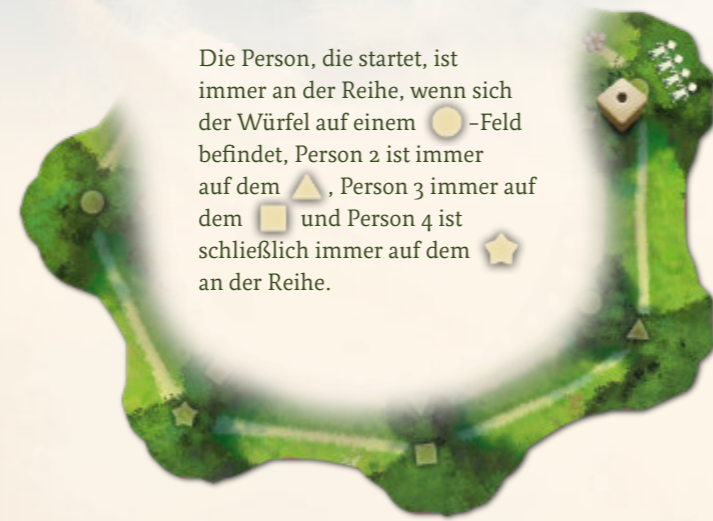 Die Person, die startet, ist
immer an der Reihe, wenn sich
der Würfel auf einem –Feld
befindet, Person 2 ist immer
auf dem , Person 3 immer auf
dem und Person 4 ist
schließlich immer auf dem
an der Reihe.